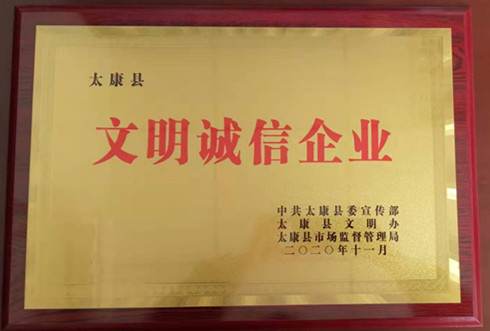 太康县
文明诚信企业
中共太康县委宣传部
太康县文明办
太康县市场监督管理局
二〇二〇年十一月